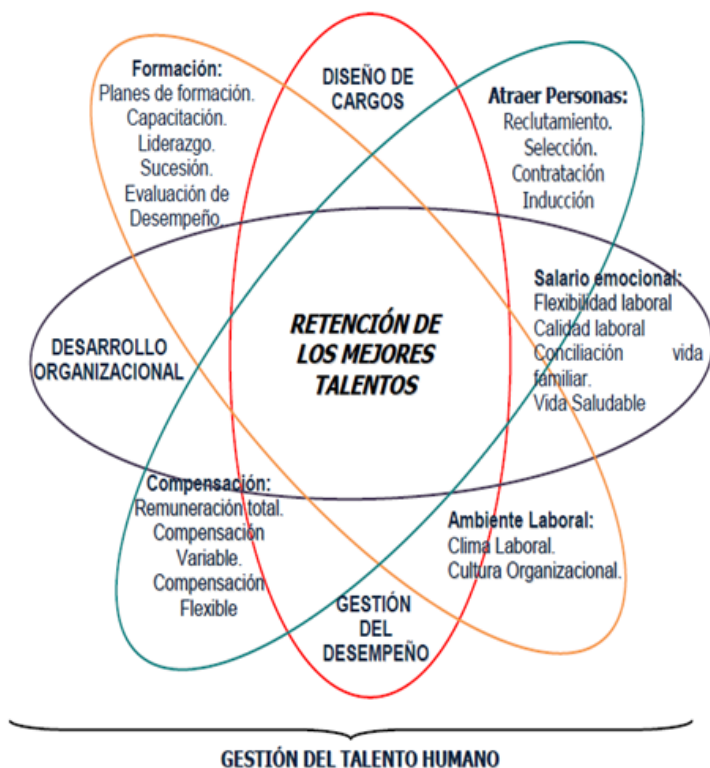 Formación:
Planes de formación.
Capacitación.
Liderazgo.
Sucesión.
Evaluación de
Desempeño.
DISEÑO DE
CARGOS
Atraer Personas:
Reclutamiento.
Selección.
Contratación
Inducción
DESARROLLO
ORGANIZACIONAL
RETENCIÓN DE
LOS MEJORES
TALENTOS
Salario emocional:
Flexibilidad laboral
Calidad laboral
Conciliación vida
familiar.
Vida Saludable
Compensación:
Remuneración total.
Compensación
Variable.
Compensación
Flexible
GESTIÓN
DEL
DESEMPEÑO
Ambiente Laboral:
Clima Laboral.
Cultura Organizacional.
GESTIÓN DEL TALENTO HUMANO